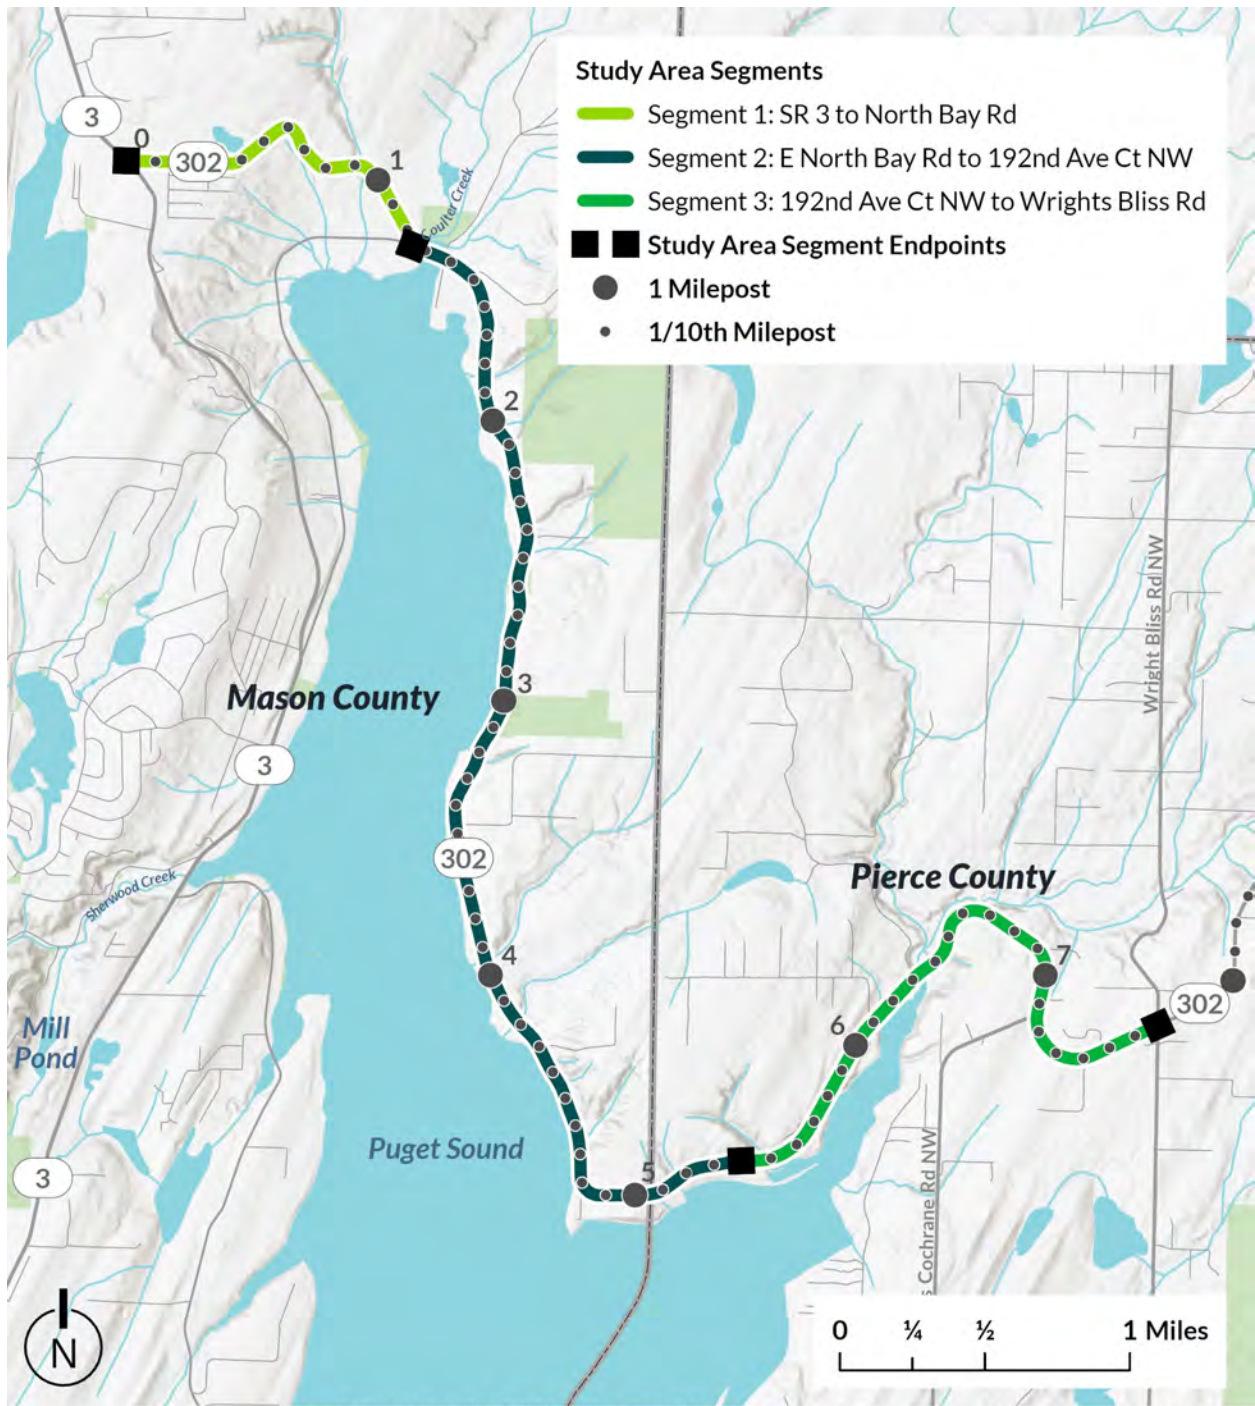 Study Area Segments
Segment 1: SR 3 to North Bay Rd
Segment 2: E North Bay Rd to 192nd Ave Ct NW
Segment 3: 192nd Ave Ct NW to Wrights Bliss Rd
Study Area Segment Endpoints
1 Milepost
1/10th Milepost
3
0
302
1
Coulter Creek
2
Wright Bliss Rd NW
3
Mason County
3
302
Pierce County
Sherwood Creek
4
7
302
Mill
Pond
6
Puget Sound
5
3
s Cochrane Rd NW
N
0 ¼ ½ 1 Miles